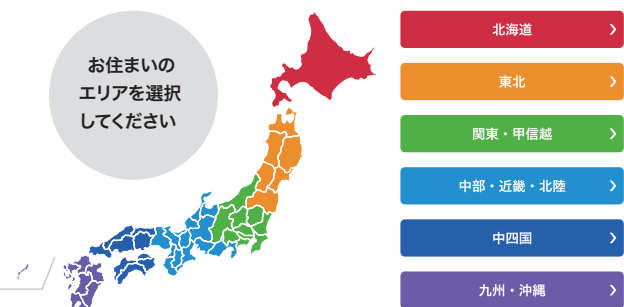 お住まいの
エリアを選択
してください
北海道
東北
関東・甲信越
中部・近畿・北陸
中四国
九州・沖縄